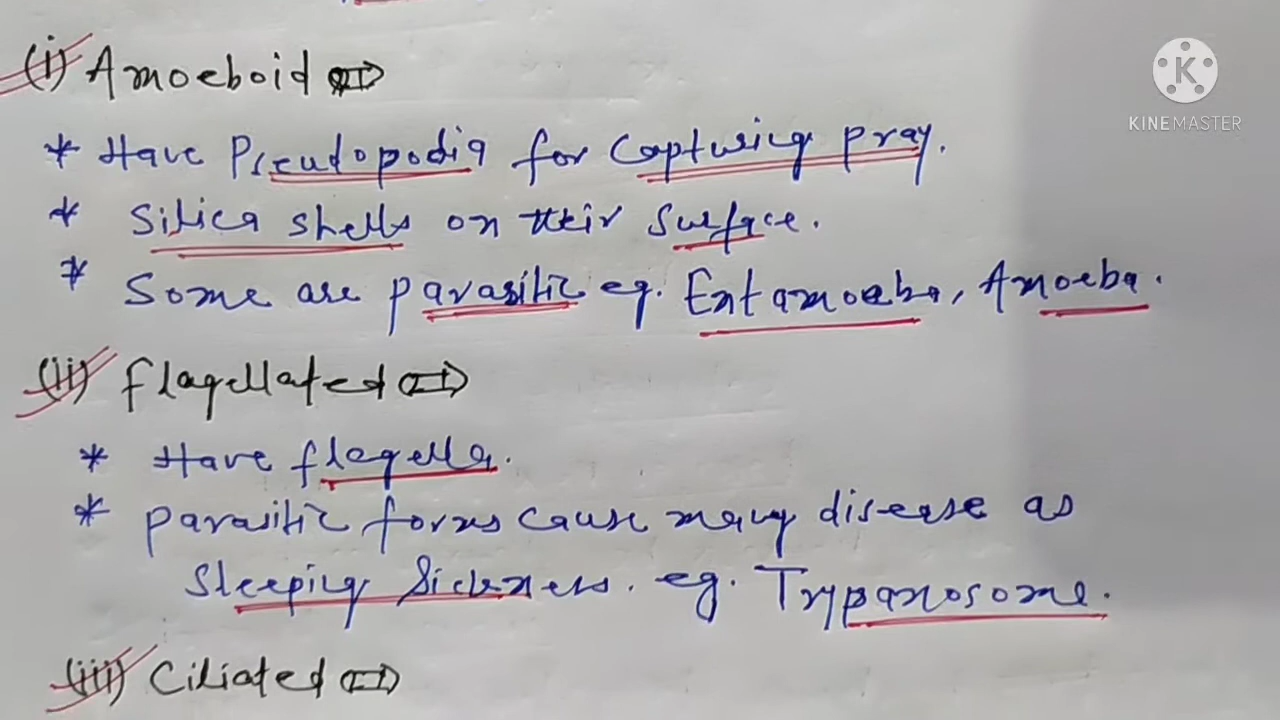 (i) Amoeboid ⇨
KINEMASTER
* Have Pseudopodia for Capturing pray.
* Silica shells on their surface.
* Some are parasitic eg. Entamoeba, Amoeba.
(ii) flagellated ⇨
* Have flagella.
* parasitic forms cause many disease as
sleeping sickness. eg. Trypanosome.
(iii) Ciliated ⇨